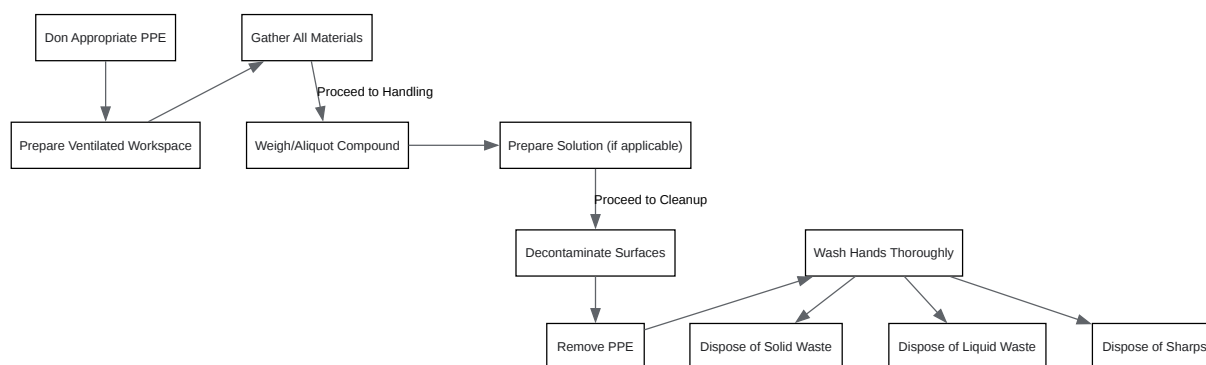 Don Appropriate PPE
Gather All Materials
Proceed to Handling
Prepare Ventilated Workspace
Weigh/Aliquot Compound
Prepare Solution (if applicable)
Proceed to Cleanup
Decontaminate Surfaces
Wash Hands Thoroughly
Remove PPE
Dispose of Solid Waste
Dispose of Liquid Waste
Dispose of Sharps